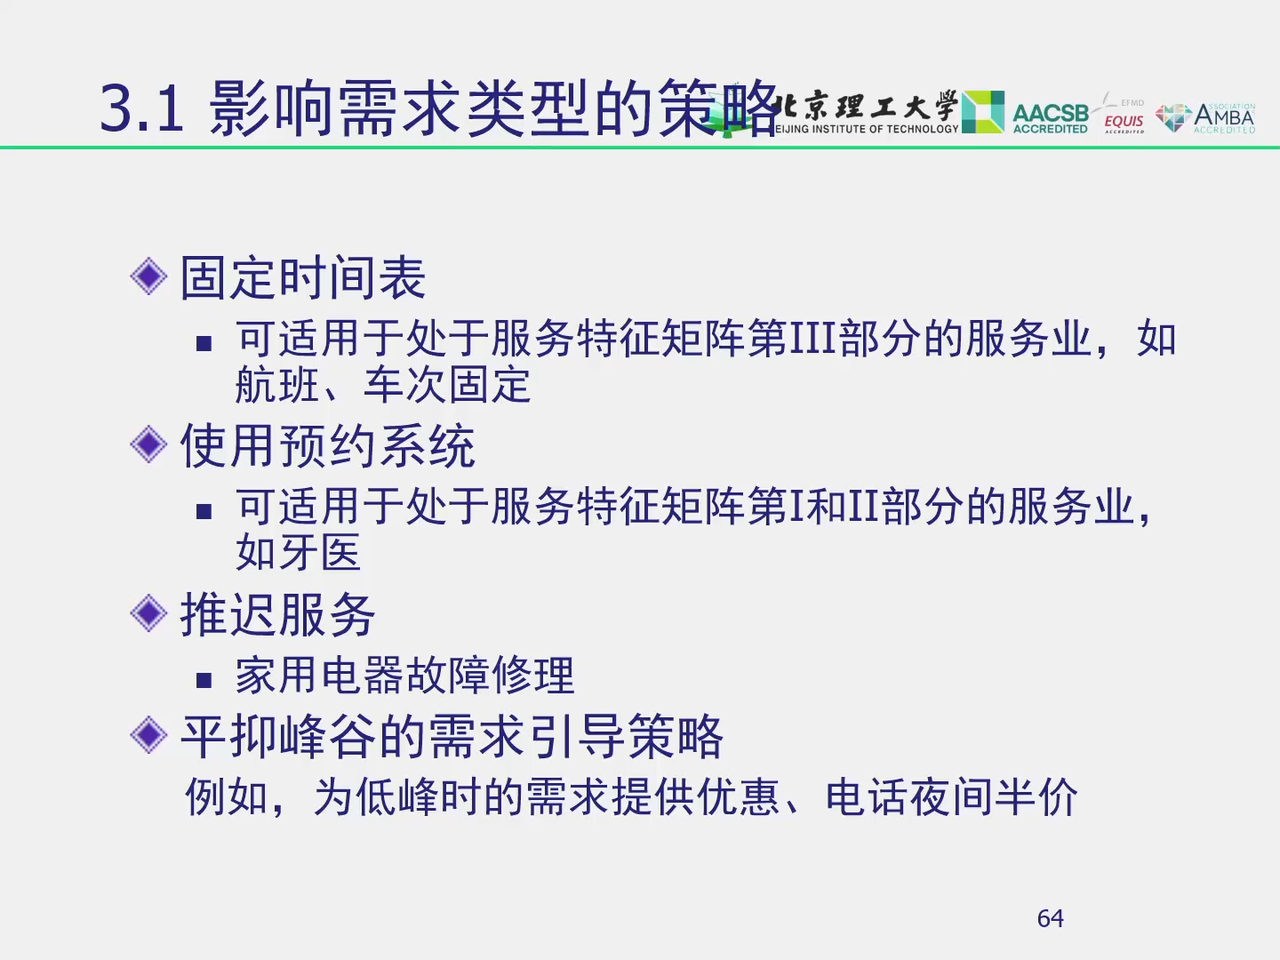 3.1 影响需求类型的策略
北京理工大学
EIJING INSTITUTE OF TECHNOLOGY
AACSB
ACCREDITED
EFMD
EQUIS
ACCREDITED
ASSOCIATION
AMBA
ACCREDITED
固定时间表
可适用于处于服务特征矩阵第III部分的服务业，如
航班、车次固定
使用预约系统
可适用于处于服务特征矩阵第I和II部分的服务业，
如牙医
推迟服务
家用电器故障修理
平抑峰谷的需求引导策略
例如，为低峰时的需求提供优惠、电话夜间半价
64